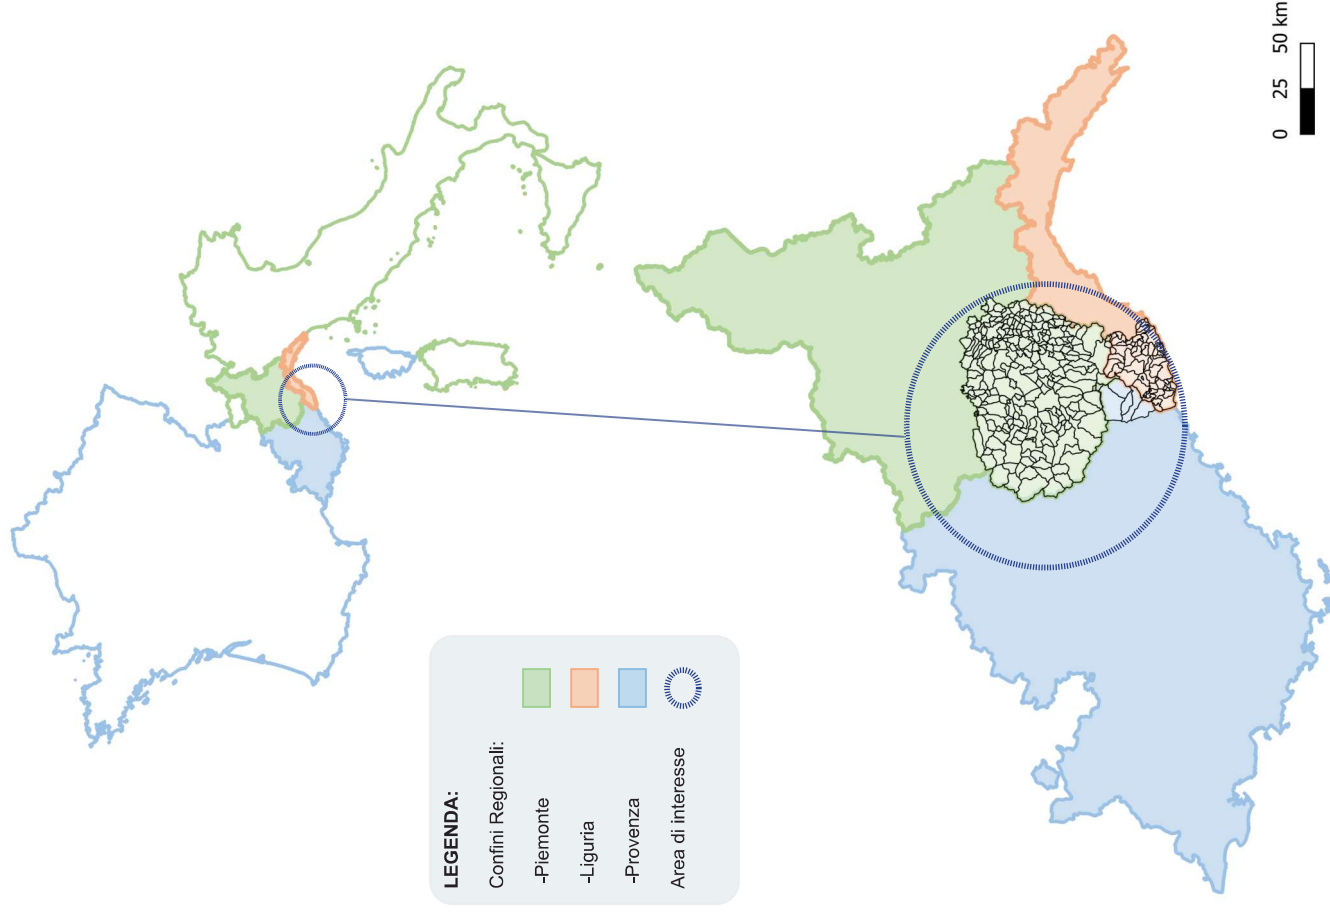 LEGENDA:
Confini Regionali:
-Piemonte
-Liguria
-Provenza
Area di interesse
0 25 50 km